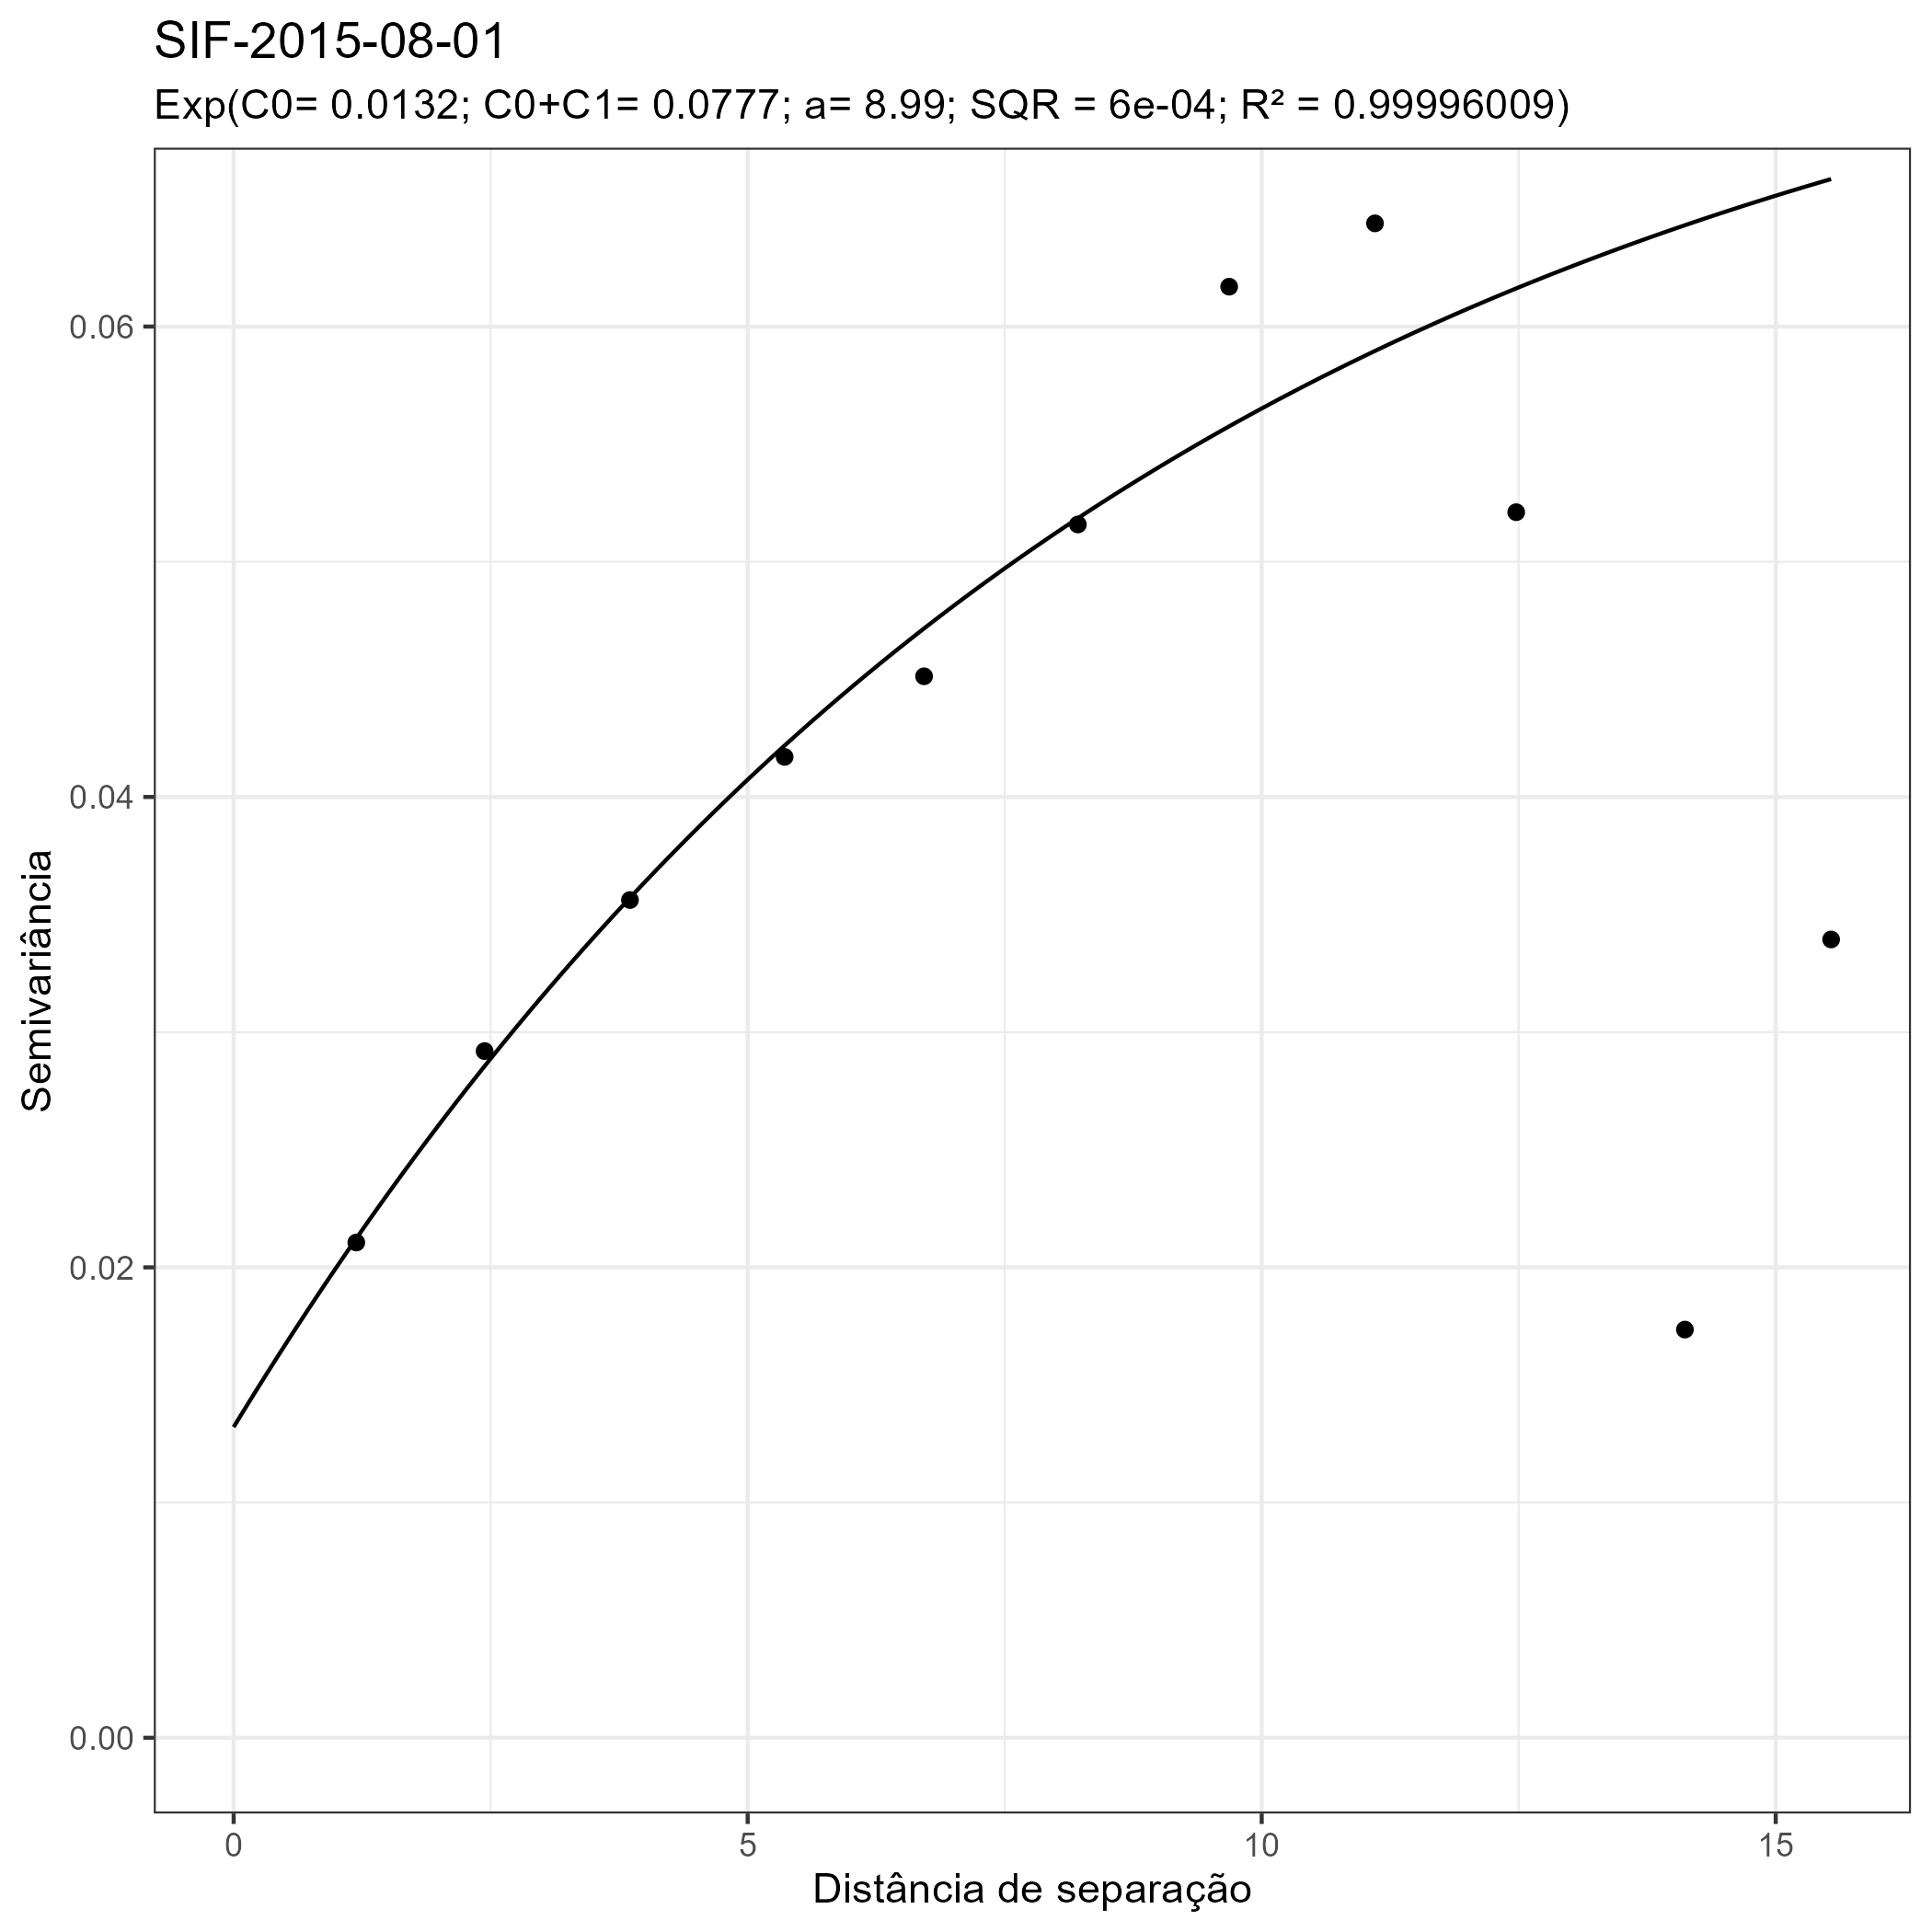 SIF-2015-08-01
Exp(C0= 0.0132; C0+C1= 0.0777; a= 8.99; SQR = 6e-04; R² = 0.99996009)
0.06
0.04
0.02
0.00
Semivariância
0 5 10 15
Distância de separação